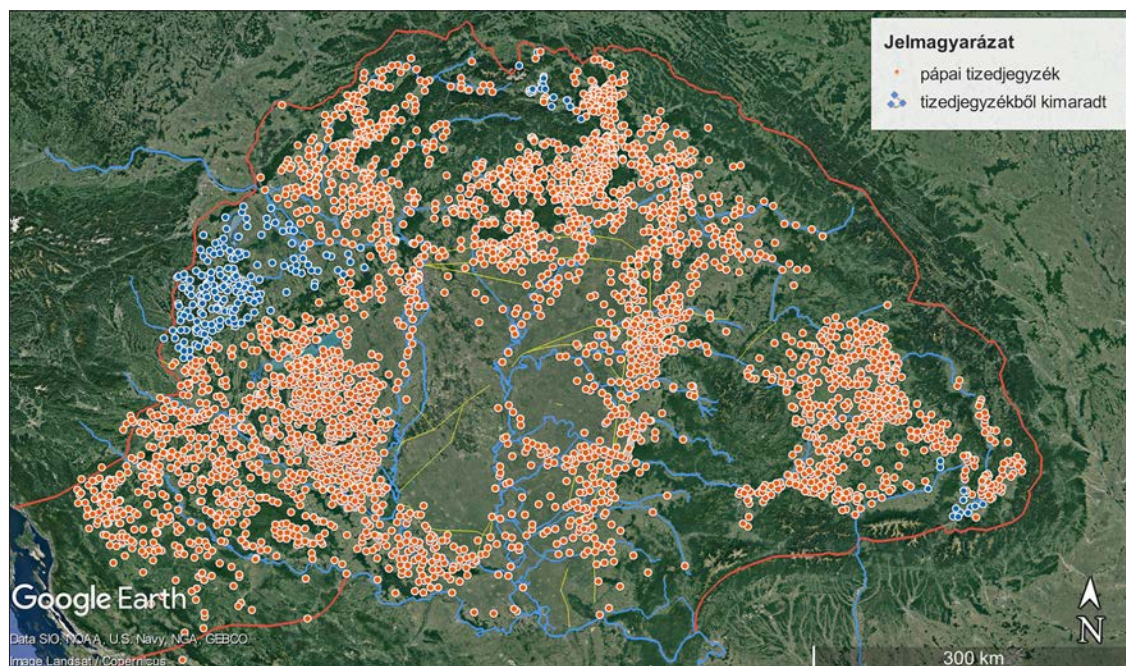 Jelmagyarázat
pápai tizedjegyzék
tizedjegyzékből kimaradt
Google Earth
Data SIO, NOAA, U.S. Navy, NGA, GEBCO
Image Landsat / Copernicus
N
300 km